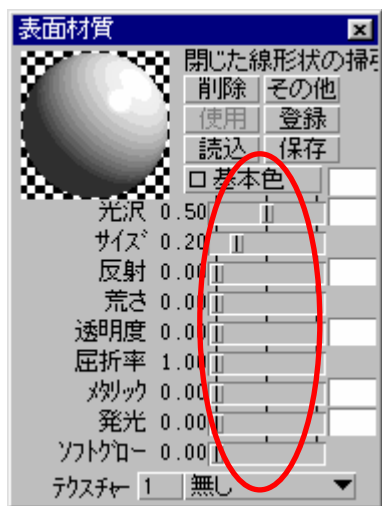 表面材質
閉じた線形状の掃
削除 その他
使用 登録
読込 保存
基本色
光沢 0.50
サイズ 0.20
反射 0.00
荒さ 0.00
透明度 0.00
屈折率 1.00
メタリック 0.00
発光 0.00
ソフトグロー 0.00
テクスチャー 1 無し